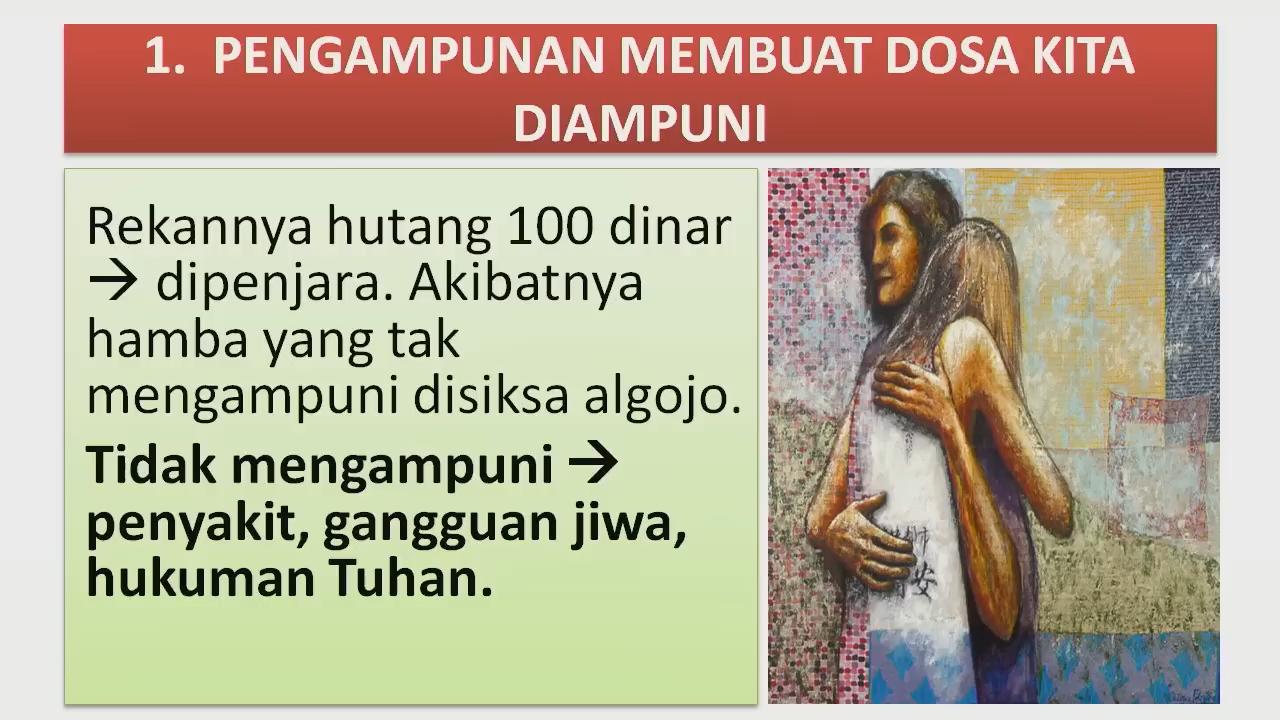 1. PENGAMPUNAN MEMBUAT DOSA KITA
DIAMPUNI
Rekannya hutang 100 dinar
→ dipenjara. Akibatnya
hamba yang tak
mengampuni disiksa algojo.
Tidak mengampuni →
penyakit, gangguan jiwa,
hukuman Tuhan.
安